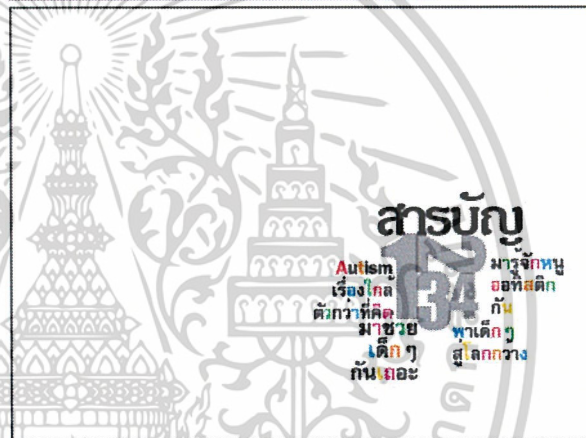 สารบัญ
1 2
3 4
Autism
เรื่องใกล้
ตัวกว่าที่คิด
มารู้จักหนู
ออทิสติก
กัน
มาช่วย
เด็ก ๆ
กันเถอะ
พาเด็ก ๆ
สู่โลกกว้าง